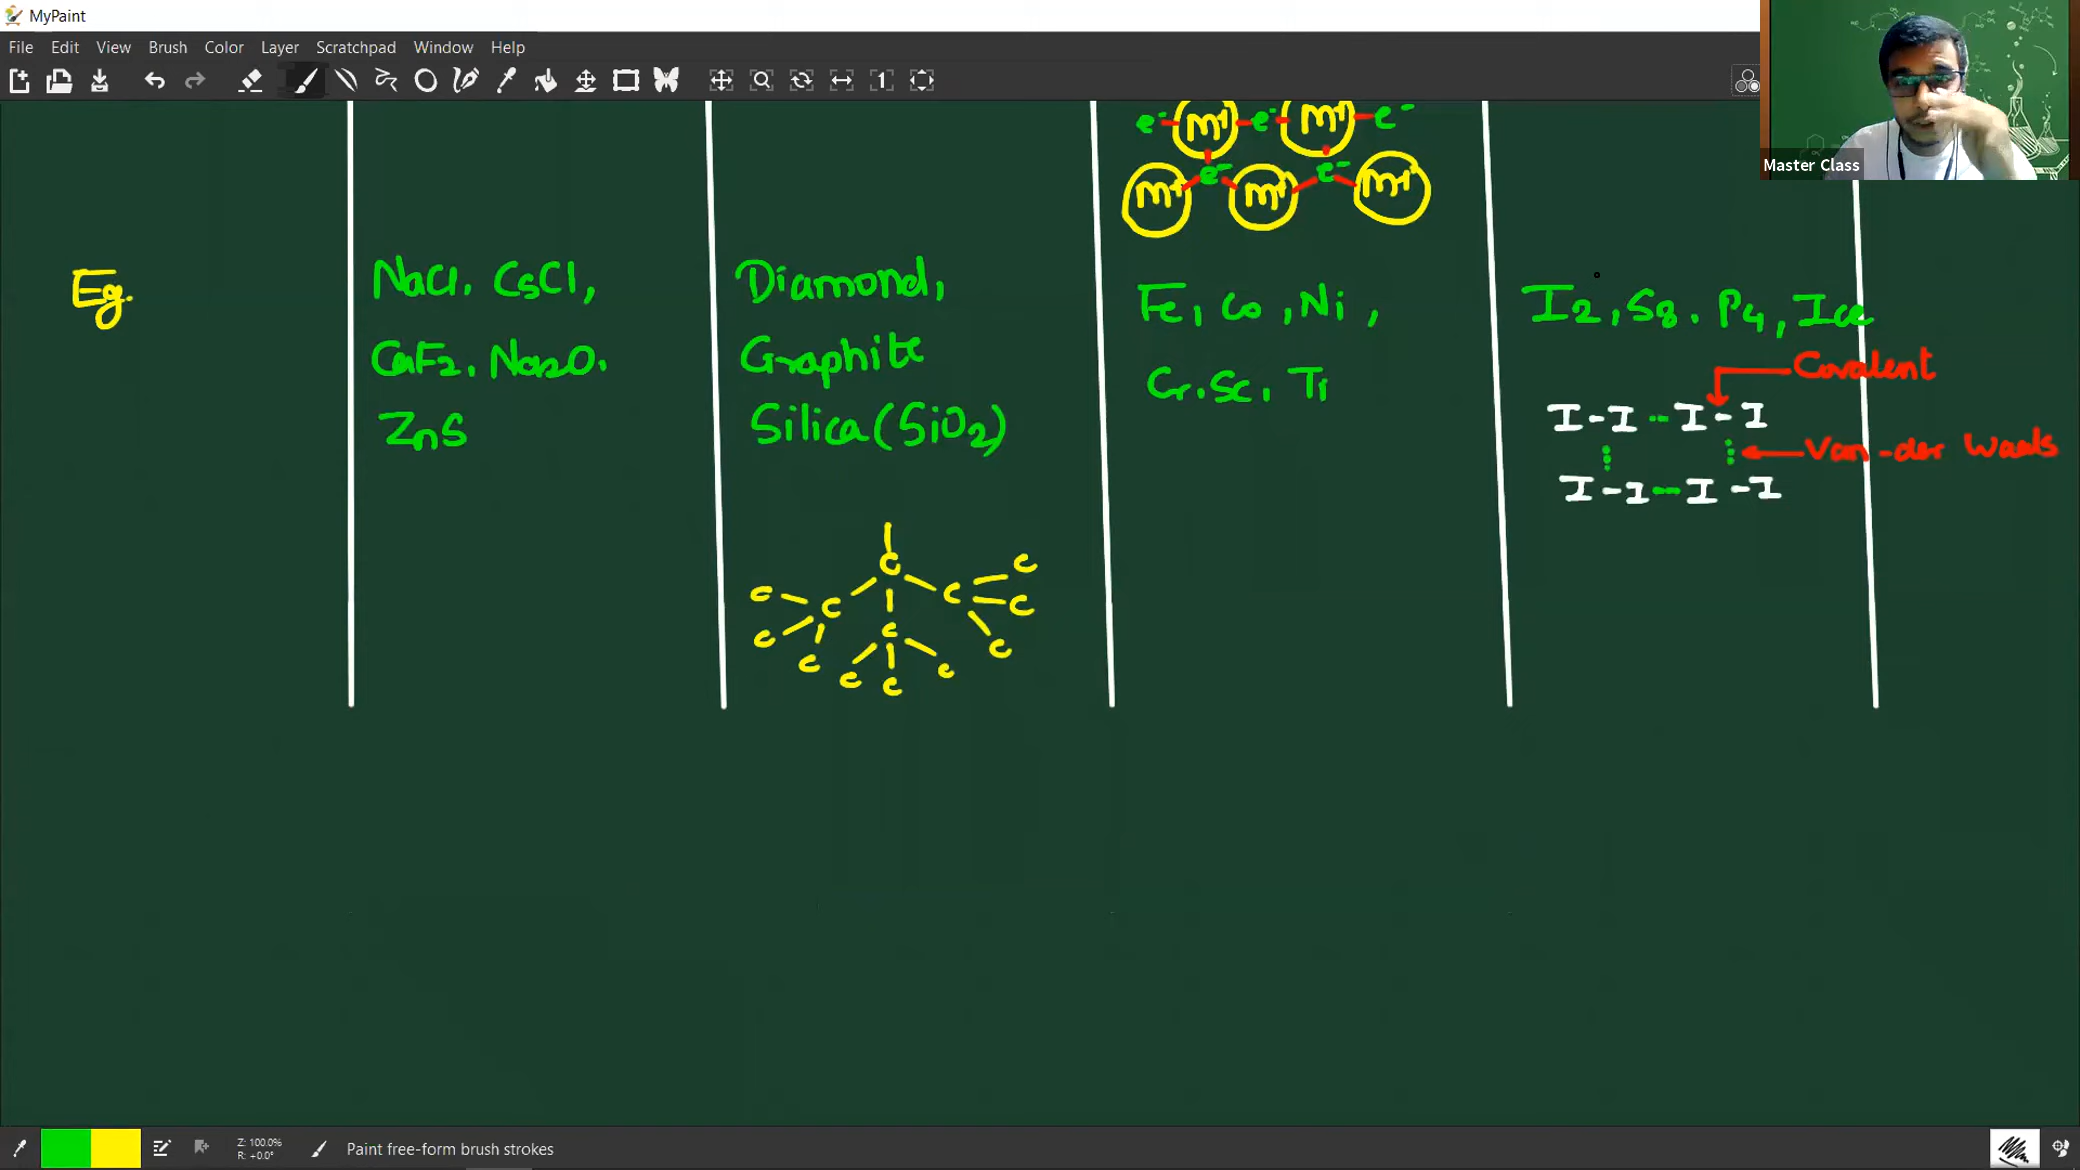 MyPaint
File Edit View Brush Color Layer Scratchpad Window Help
Master Class
e⁻ M⁺ e⁻ M⁺ e⁻
M⁺ e⁻ M⁺ e⁻ M⁺
Eg.
NaCl, CsCl,
CaF2, Na2O.
ZnS
Diamond,
Graphite
Silica (SiO2)
C
C C C
C C
C C C
C C C C
Fe, Co, Ni,
Cr. Sc, Ti
I2, S8. P4, Ice
Covalent
I-I -- I-I
Van-der Waals
I-I -- I-I
Z: 100.0%
R: +0.0°
Paint free-form brush strokes